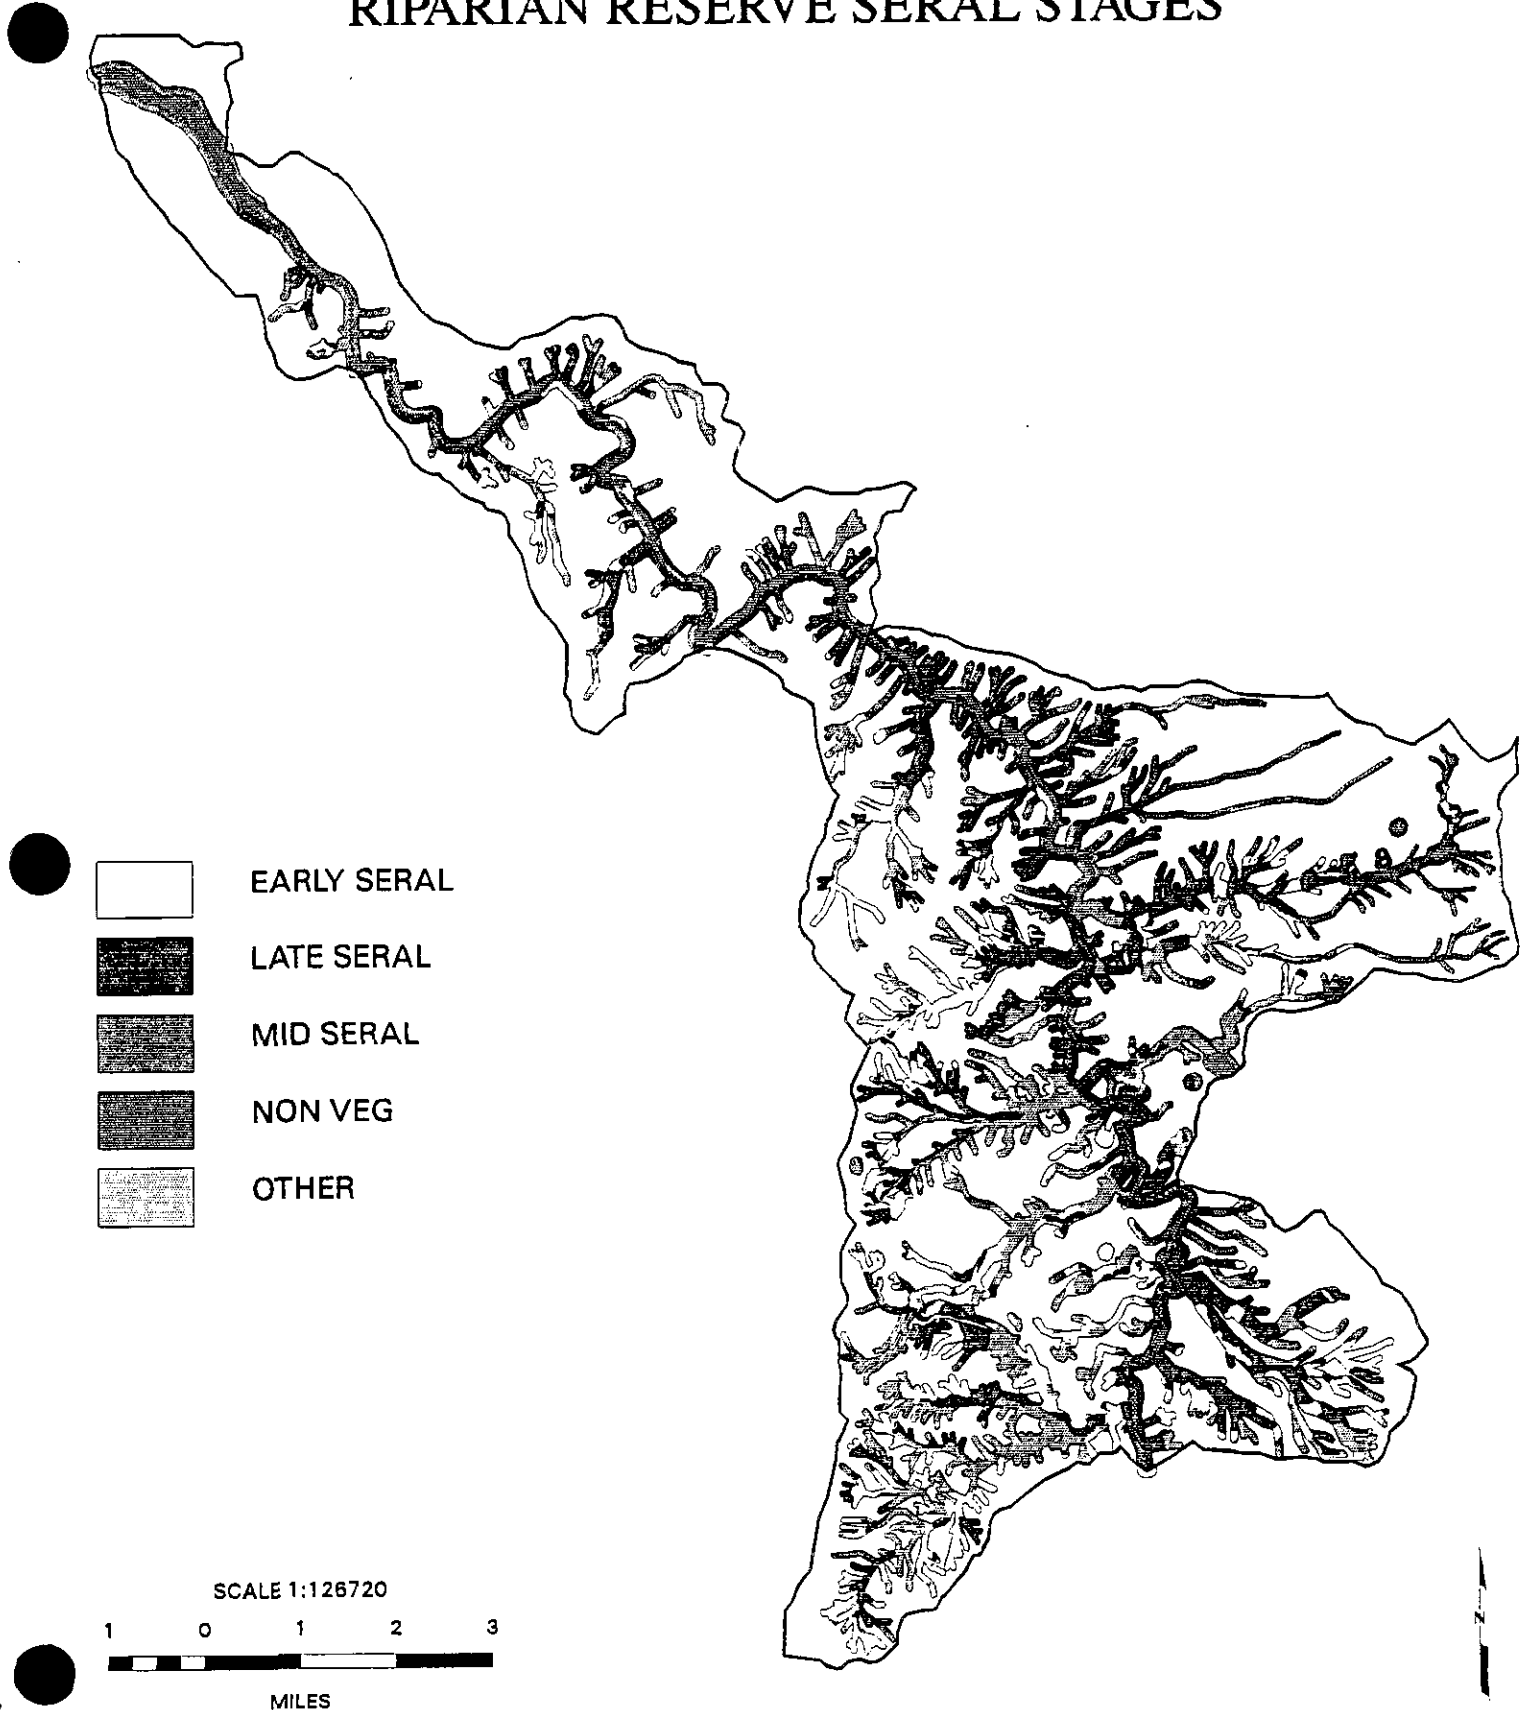 RIPARIAN RESERVE SERAL STAGES
EARLY SERAL
LATE SERAL
MID SERAL
NON VEG
OTHER
SCALE 1:126720
1 0 1 2 3
MILES
N